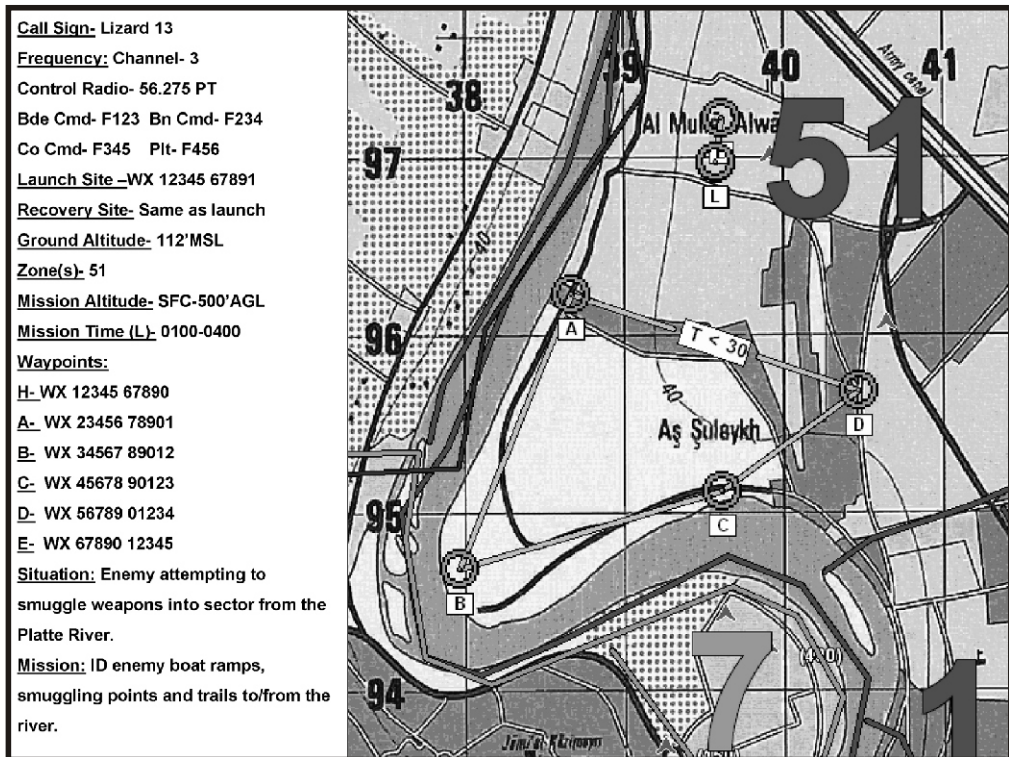 Call Sign- Lizard 13
Frequency: Channel- 3
Control Radio- 56.275 PT
Bde Cmd- F123 Bn Cmd- F234
Co Cmd- F345 Plt- F456
Launch Site –WX 12345 67891
Recovery Site- Same as launch
Ground Altitude- 112'MSL
Zone(s)- 51
Mission Altitude- SFC-500'AGL
Mission Time (L)- 0100-0400
Waypoints:
H- WX 12345 67890
A- WX 23456 78901
B- WX 34567 89012
C- WX 45678 90123
D- WX 56789 01234
E- WX 67890 12345
Situation: Enemy attempting to
smuggle weapons into sector from the
Platte River.
Mission: ID enemy boat ramps,
smuggling points and trails to/from the
river.
38
39
40
41
Army canal
Al
Alwa
51
97
L
40
A
96
T < 30
40
D
Aş Şulaykh
95
C
B
7
1
94